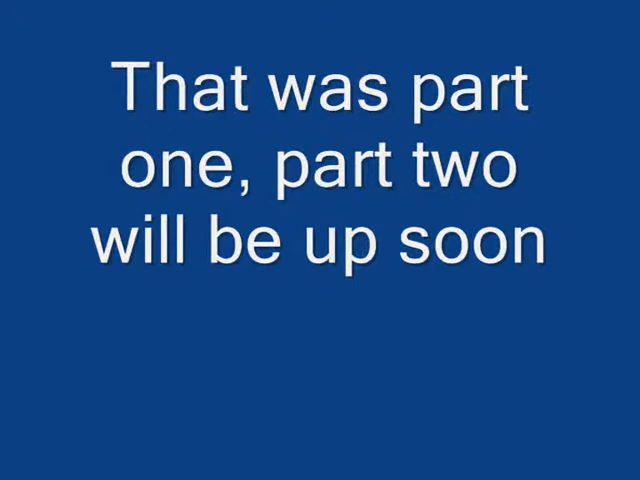 That was part
one, part two
will be up soon